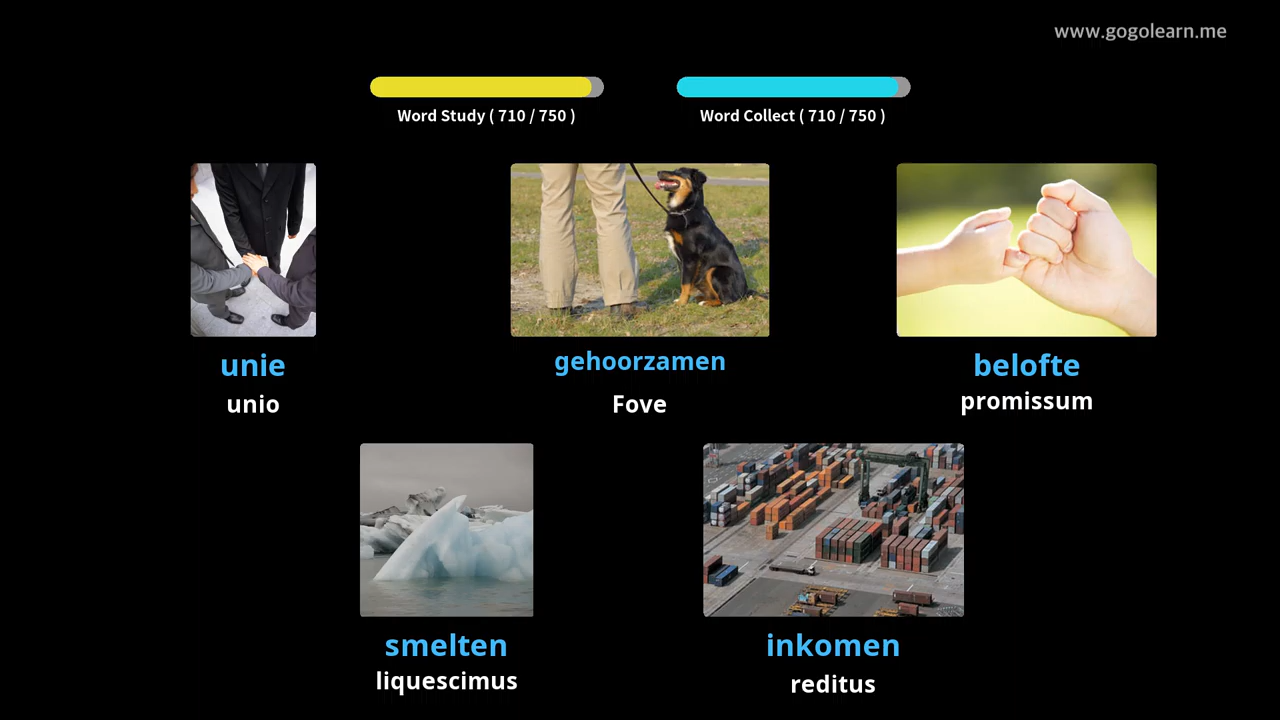 www.gogolearn.me
Word Study ( 710 / 750 )
Word Collect ( 710 / 750 )
unie
unio
gehoorzamen
Fove
belofte
promissum
smelten
liquescimus
inkomen
reditus